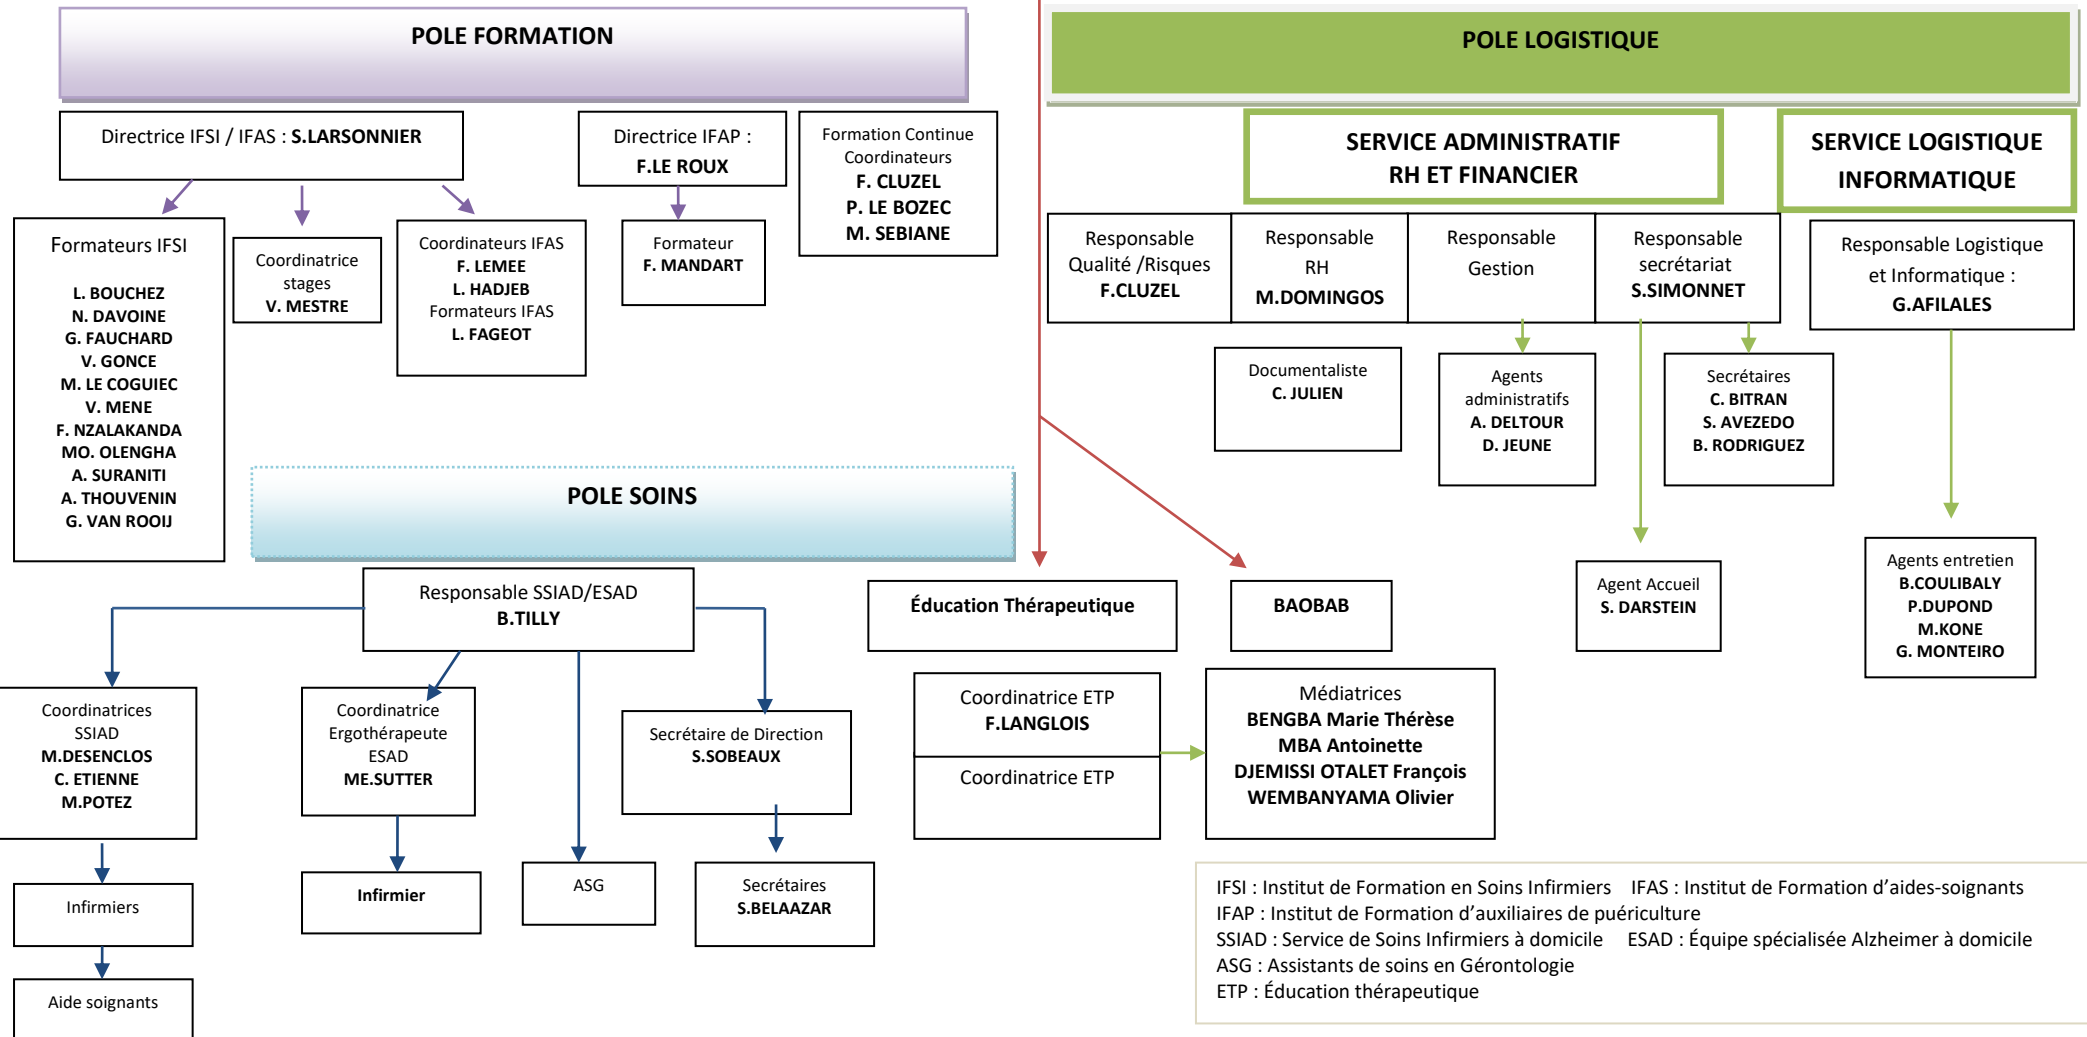 POLE FORMATION
Directrice IFSI / IFAS : S.LARSONNIER
Directrice IFAP :
F.LE ROUX
Formation Continue
Coordinateurs
F. CLUZEL
P. LE BOZEC
M. SEBIANE
Formateurs IFSI
L. BOUCHEZ
N. DAVOINE
G. FAUCHARD
V. GONCE
M. LE COGUIEC
V. MENE
F. NZALAKANDA
MO. OLENGHA
A. SURANITI
A. THOUVENIN
G. VAN ROOIJ
Coordinatrice
stages
V. MESTRE
Coordinateurs IFAS
F. LEMEE
L. HADJEB
Formateurs IFAS
L. FAGEOT
Formateur
F. MANDART
POLE LOGISTIQUE
SERVICE ADMINISTRATIF
RH ET FINANCIER
SERVICE LOGISTIQUE
INFORMATIQUE
Responsable
Qualité /Risques
F.CLUZEL
Responsable
RH
M.DOMINGOS
Responsable
Gestion
Responsable
secrétariat
S.SIMONNET
Responsable Logistique
et Informatique :
G.AFILALES
Documentaliste
C. JULIEN
Agents
administratifs
A. DELTOUR
D. JEUNE
Secrétaires
C. BITRAN
S. AVEZEDO
B. RODRIGUEZ
Agent Accueil
S. DARSTEIN
Agents entretien
B.COULIBALY
P.DUPOND
M.KONE
G. MONTEIRO
POLE SOINS
Responsable SSIAD/ESAD
B.TILLY
Coordinatrices
SSIAD
M.DESENCLOS
C. ETIENNE
M.POTEZ
Coordinatrice
Ergothérapeute
ESAD
ME.SUTTER
Secrétaire de Direction
S.SOBEAUX
Infirmiers
Aide soignants
Infirmier
ASG
Secrétaires
S.BELAAZAR
Éducation Thérapeutique
BAOBAB
Coordinatrice ETP
F.LANGLOIS
Coordinatrice ETP
Médiatrices
BENGBA Marie Thérèse
MBA Antoinette
DJEMISSI OTALET François
WEMBANYAMA Olivier
IFSI : Institut de Formation en Soins Infirmiers IFAS : Institut de Formation d’aides-soignants
IFAP : Institut de Formation d’auxiliaires de puériculture
SSIAD : Service de Soins Infirmiers à domicile ESAD : Équipe spécialisée Alzheimer à domicile
ASG : Assistants de soins en Gérontologie
ETP : Éducation thérapeutique